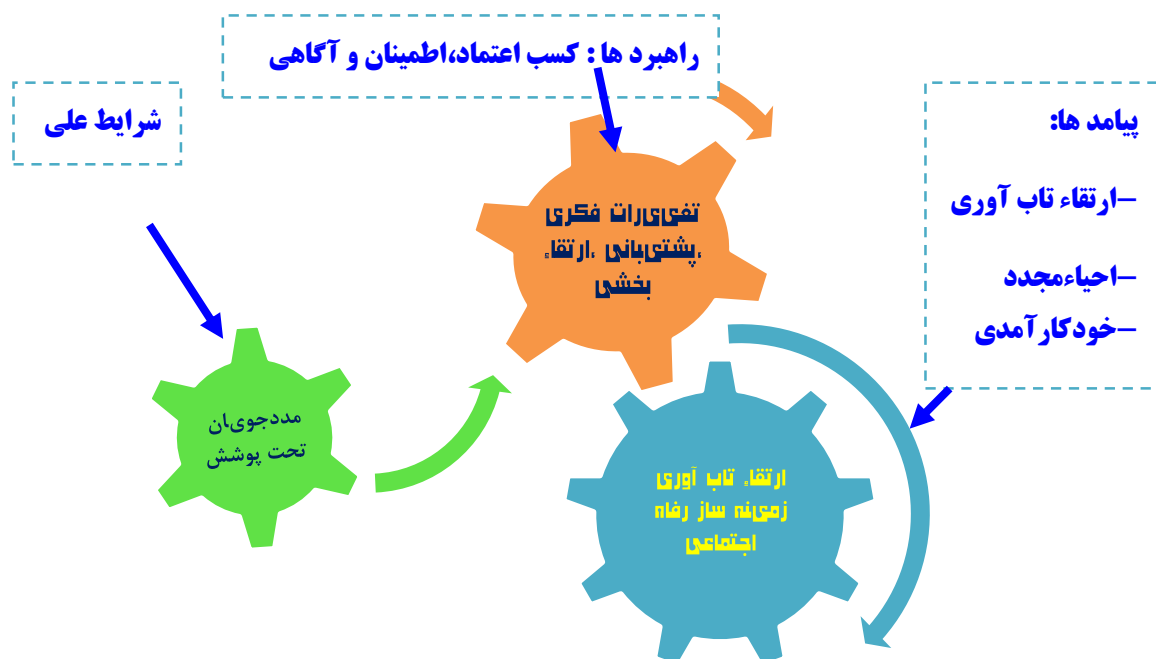 راهبرد ها : کسب اعتماد،اطمینان و آگاهی
پیامد ها:
-ارتقاء تاب آوری
-احیاءمجدد
-خودکارآمدی
شرایط علی
تغییرات فکری
،پشتیبانی ،ارتقاء
بخشی
مددجویان
تحت پوشش
ارتقاء تاب آوری
زمینه ساز رفاه
اجتماعی